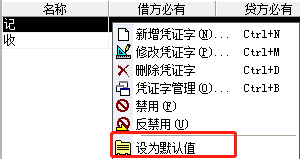 名称 借方必有 贷方必有
记
收
新增凭证字(N)... Ctrl+N
修改凭证字(P)... Ctrl+M
删除凭证字 Ctrl+D
凭证字管理(O)... Ctrl+B
禁用(F)
反禁用(U)
设为默认值